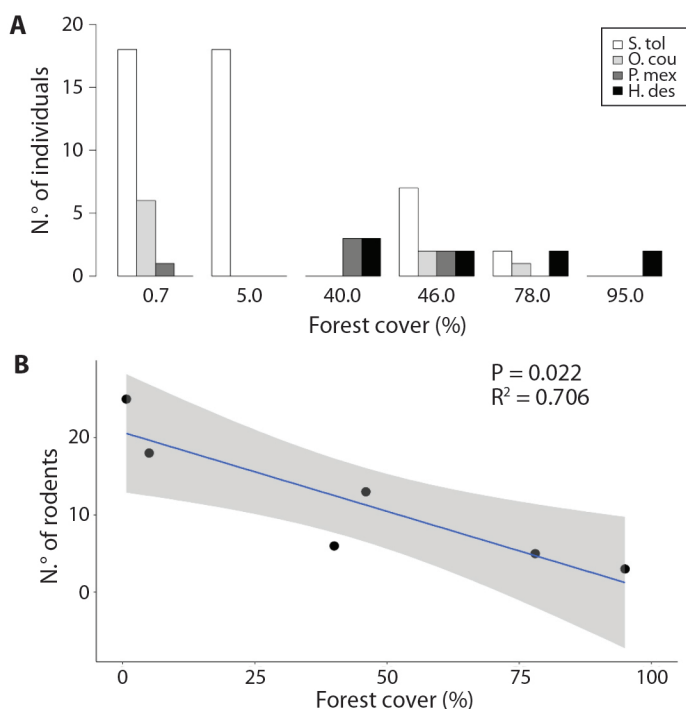 A
N.° of individuals
20
15
10
5
0
S. tol
O. cou
P. mex
H. des
0.7 5.0 40.0 46.0 78.0 95.0
Forest cover (%)
B
P = 0.022
R² = 0.706
N.° of rodents
20
10
0
0 25 50 75 100
Forest cover (%)